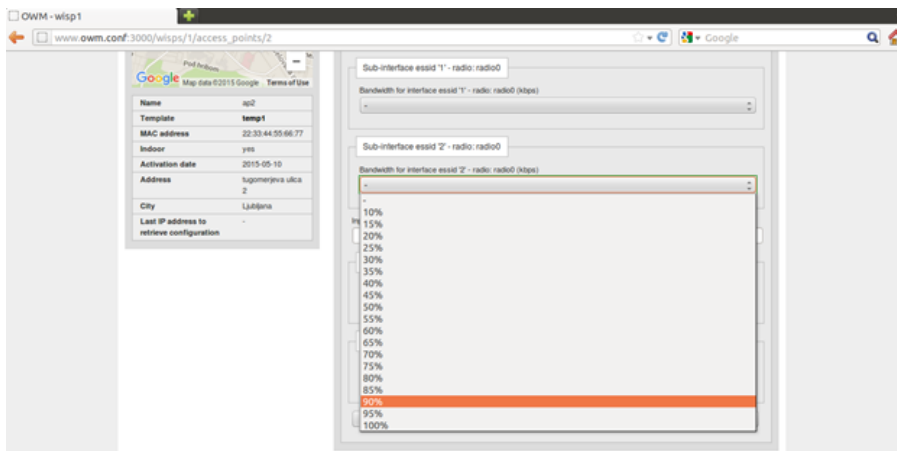 OWM - wisp1
www.owm.conf:3000/wisps/1/access_points/2
Google
Google Map data ©2015 Google Terms of Use
Name ap2
Template temp1
MAC address 22:33:44:55:66:77
Indoor yes
Activation date 2015-05-10
Address tugomerjeva ulica
2
City Ljubljana
Last IP address to -
retrieve configuration
Sub-interface essid '1' - radio: radio0
Bandwidth for interface essid '1' - radio: radio0 (kbps)
-
Sub-interface essid '2' - radio: radio0
Bandwidth for interface essid '2' - radio: radio0 (kbps)
-
-
10%
15%
20%
25%
30%
35%
40%
45%
50%
55%
60%
65%
70%
75%
80%
85%
90%
95%
100%